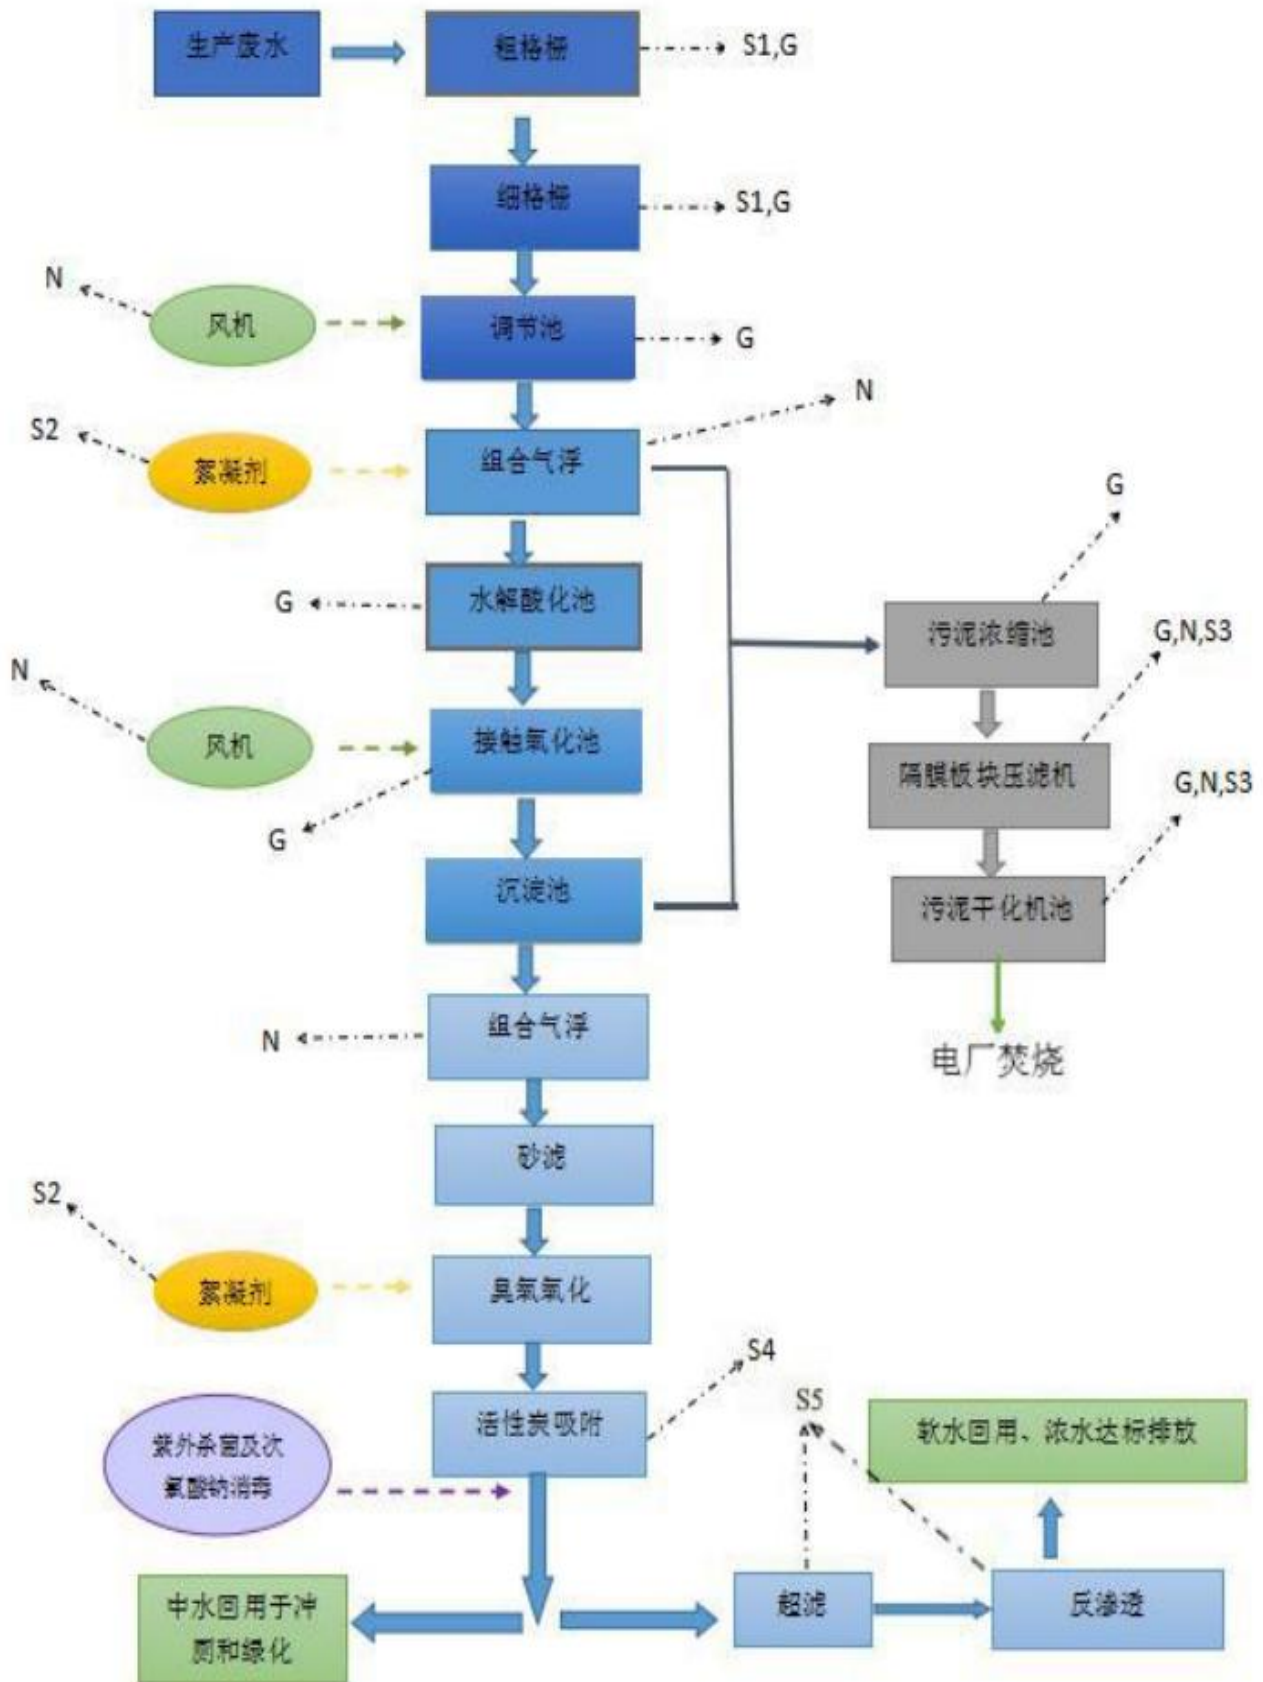 生产废水
粗格栅
S1,G
细格栅
S1,G
N
风机
调节池
G
N
S2
絮凝剂
组合气浮
G
G
水解酸化池
污泥浓缩池
G,N,S3
N
风机
接触氧化池
隔膜板块压滤机
G,N,S3
G
沉淀池
污泥干化机池
N
组合气浮
电厂焚烧
砂滤
S2
絮凝剂
臭氧氧化
S4
活性炭吸附
S5
软水回用、浓水达标排放
紫外杀菌及次
氯酸钠消毒
中水回用于冲
厕和绿化
超滤
反渗透